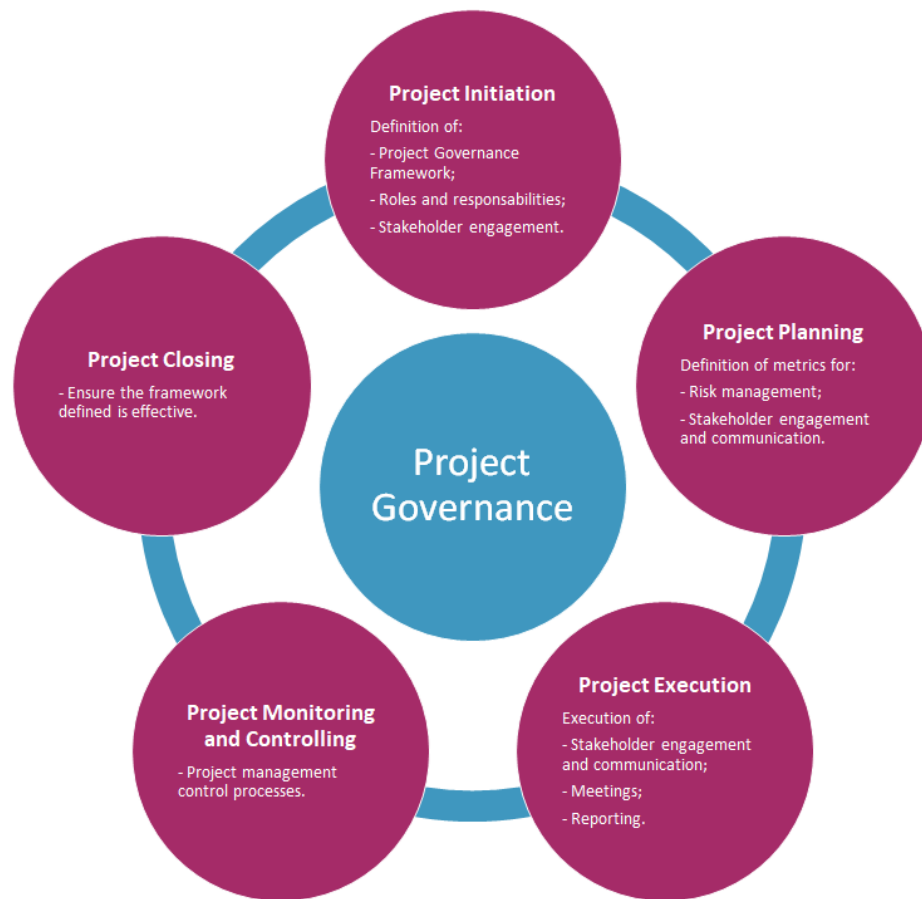 Project Initiation
Definition of:
- Project Governance
Framework;
- Roles and responsabilities;
- Stakeholder engagement.
Project Planning
Definition of metrics for:
- Risk management;
- Stakeholder engagement
and communication.
Project Execution
Execution of:
- Stakeholder engagement
and communication;
- Meetings;
- Reporting.
Project Monitoring
and Controlling
- Project management
control processes.
Project Closing
- Ensure the framework
defined is effective.
Project
Governance